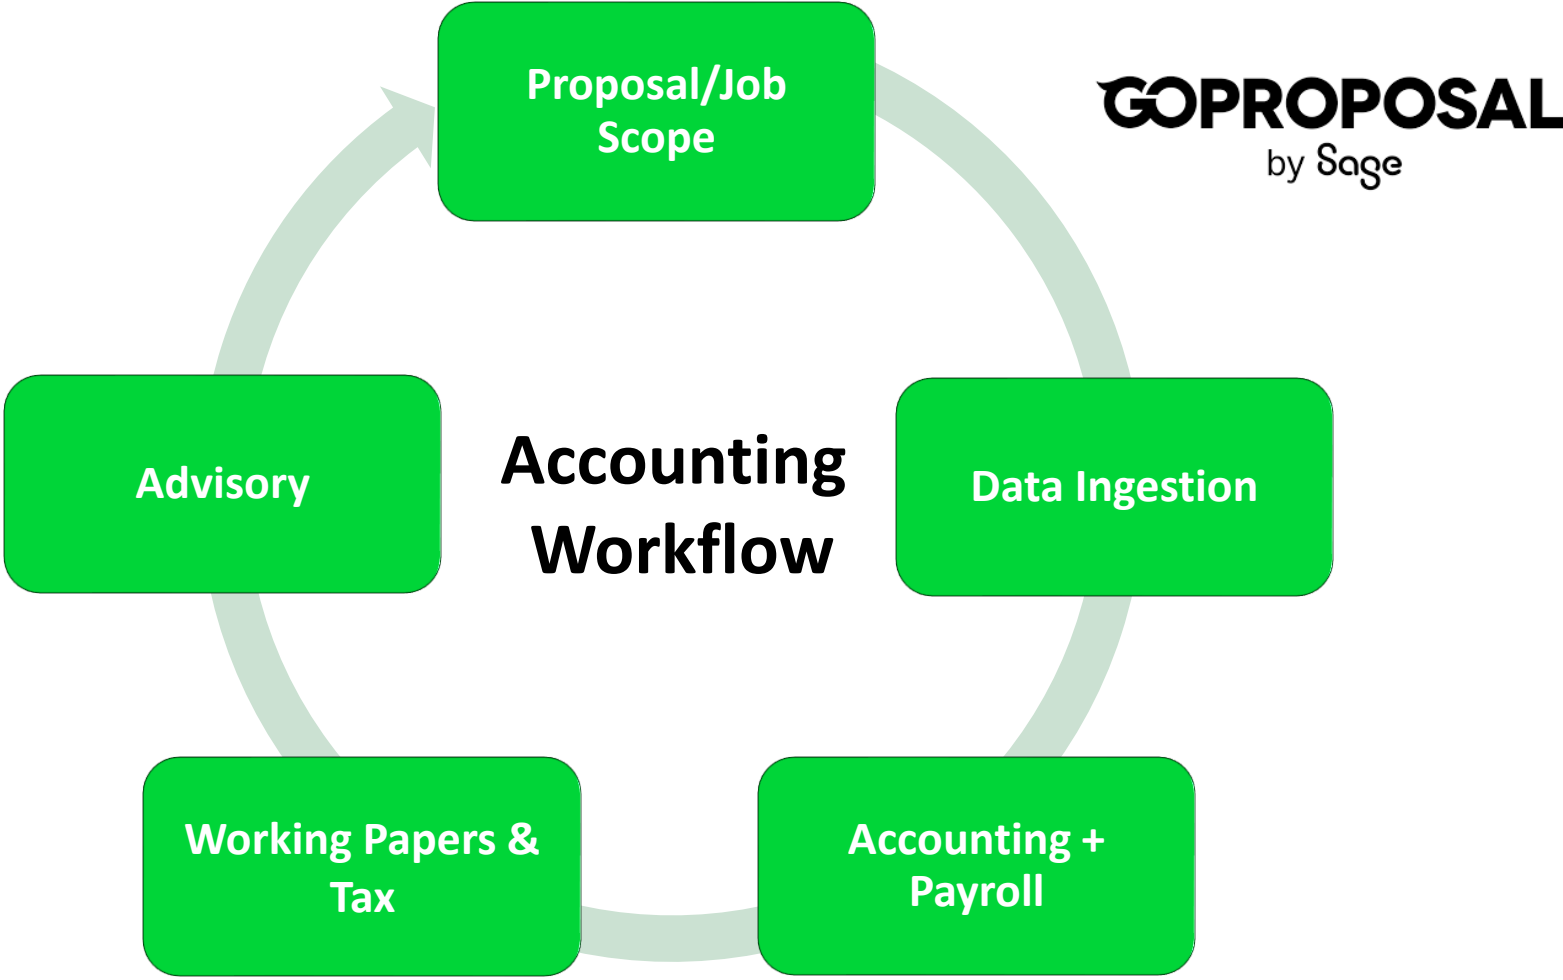 Proposal/Job
Scope
GOPROPOSAL
by Sage
Advisory
Accounting
Workflow
Data Ingestion
Working Papers &
Tax
Accounting +
Payroll